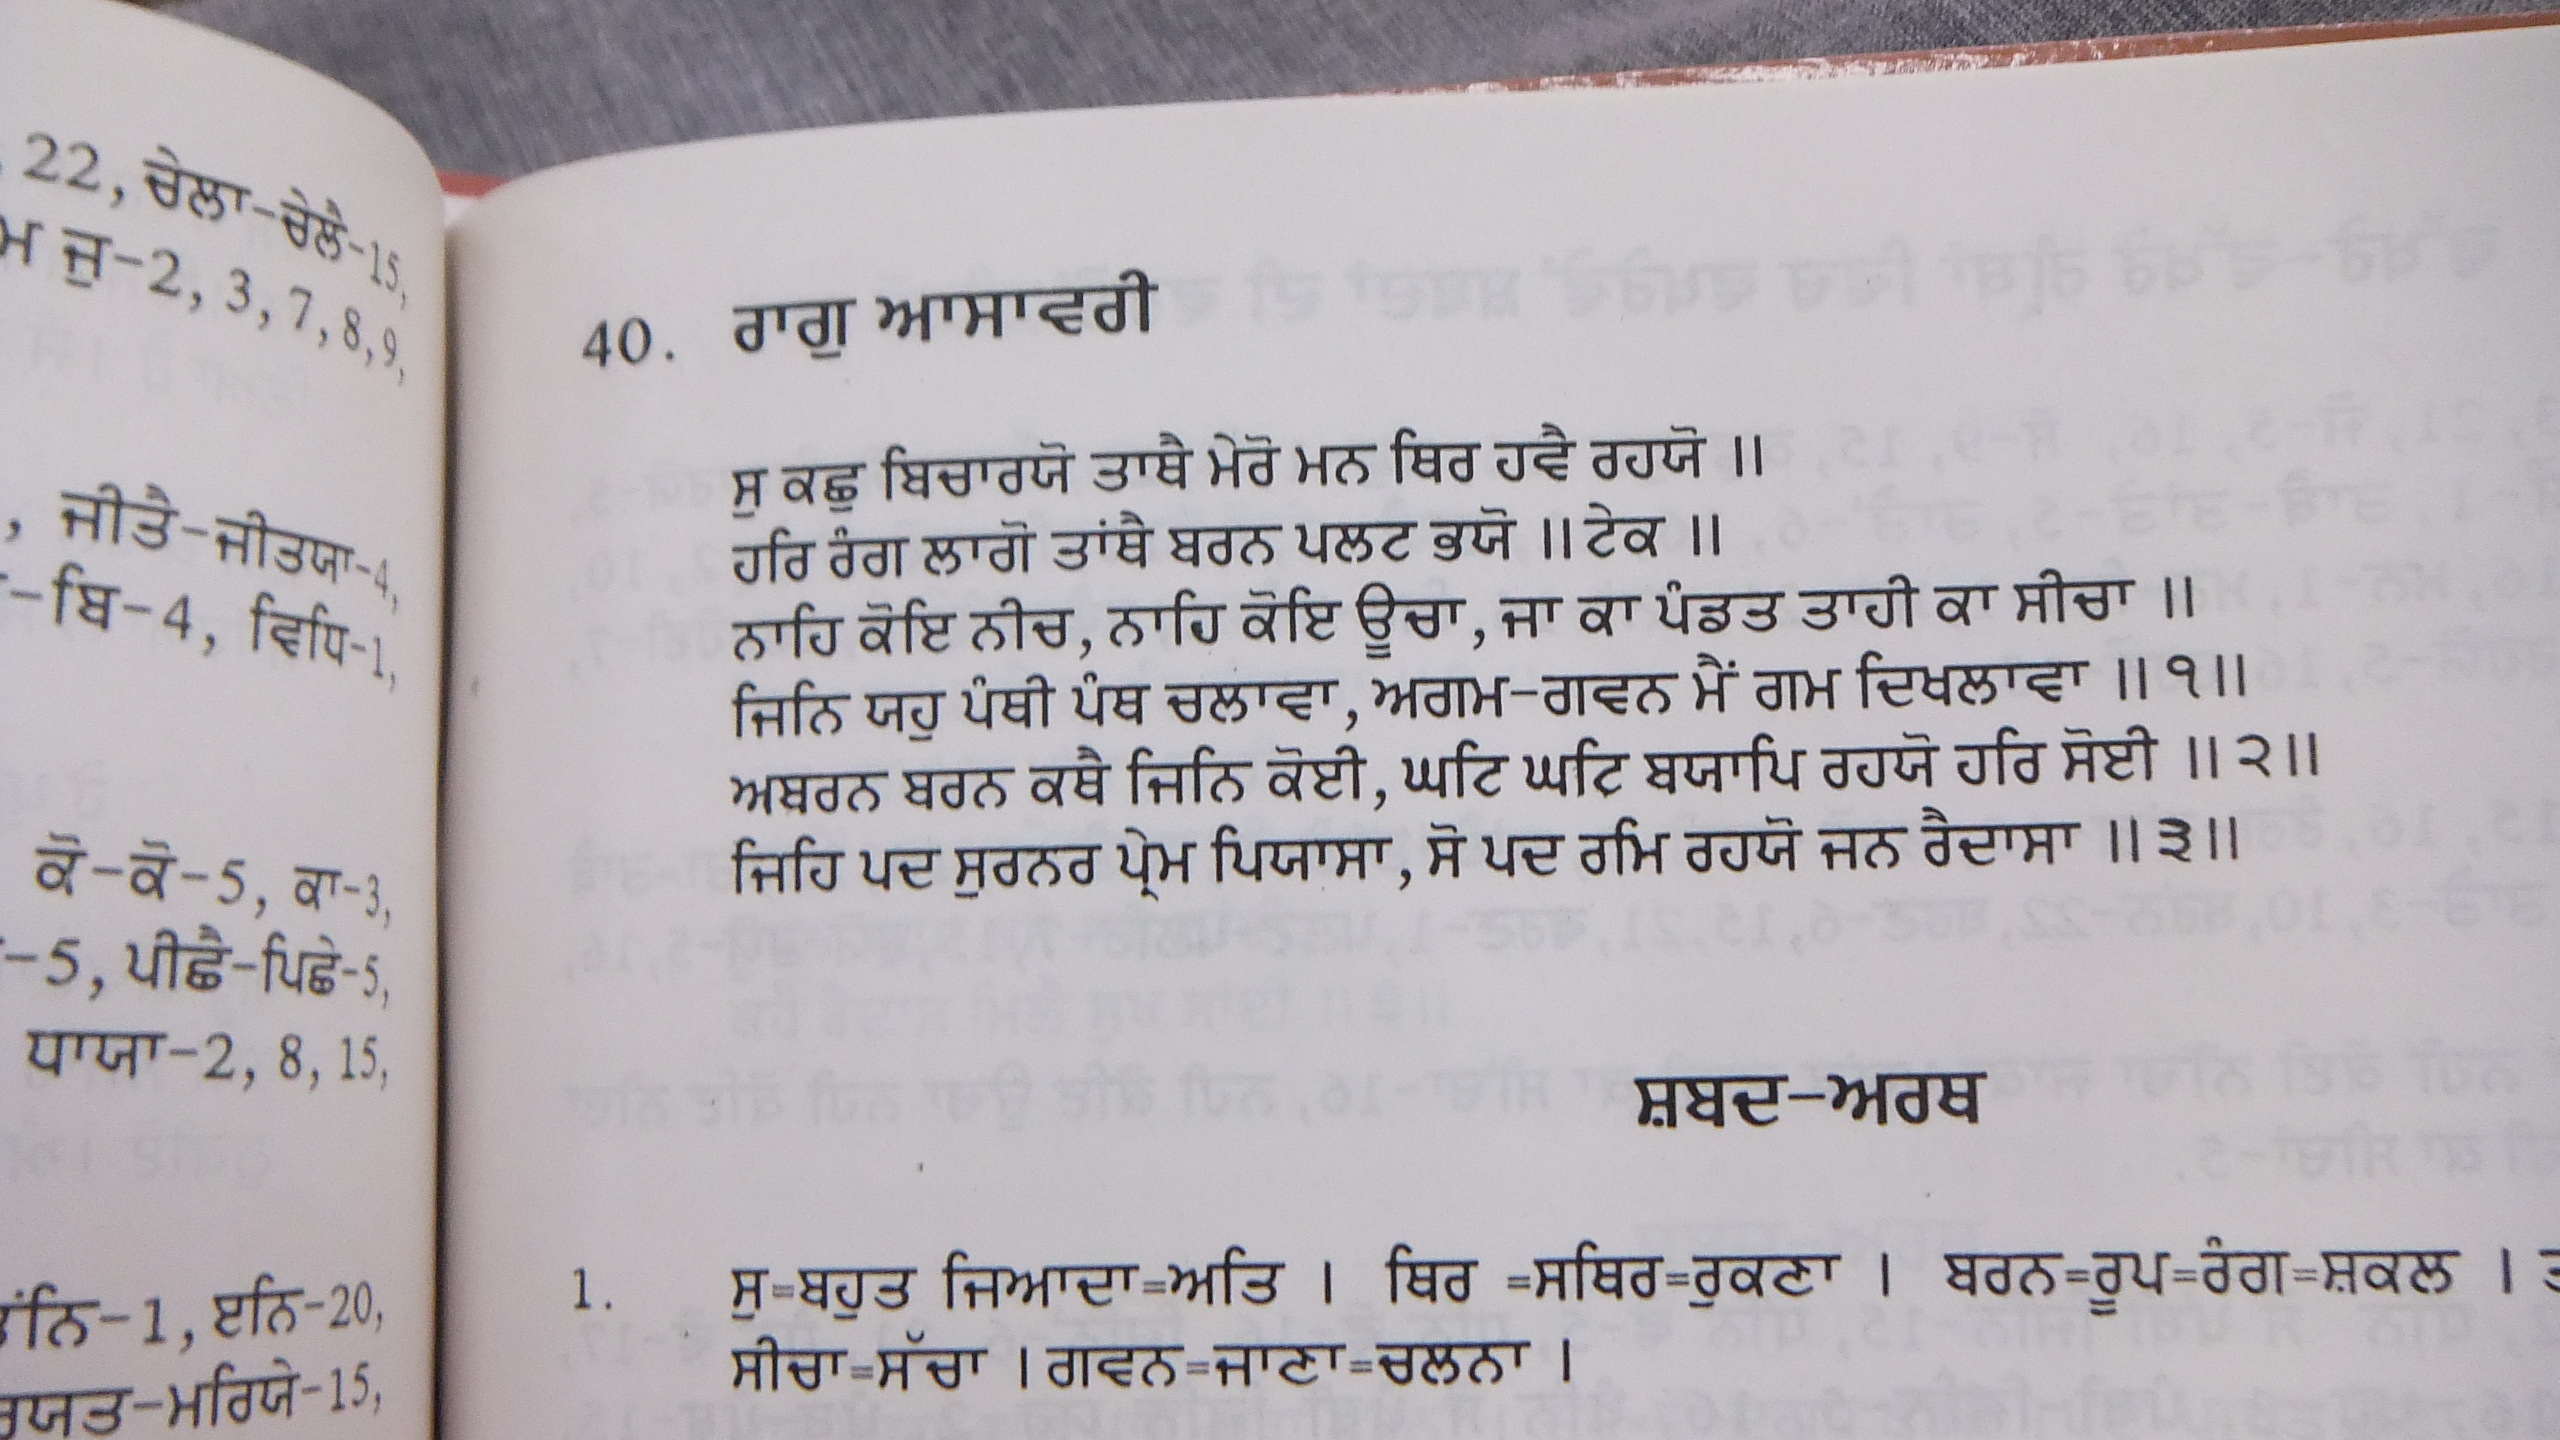 22, ਚੇਲਾ-ਚੇਲੈ-15,
ਜੁ-2, 3, 7, 8, 9,
, ਜੀਤੈ-ਜੀਤਯਾ-4,
-ਬਿ-4, ਵਿਧਿ-1,
ਕੋ-ਕੌ-5, ਕਾ-3,
-5, ਪੀਛੈ-ਪਿਛੇ-5,
ਧਾਯਾ-2, 8, 15,
-1, ਏਨਿ-20,
-ਮਰਿਯੇ-15,
40. ਰਾਗੁ ਆਸਾਵਰੀ
ਸੁ ਕਛੁ ਬਿਚਾਰਯੋ ਤਾਥੈ ਮੇਰੋ ਮਨ ਥਿਰ ਹਵੈ ਰਹਯੋ ॥
ਹਰਿ ਰੰਗ ਲਾਗੋ ਤਾਂਥੈ ਬਰਨ ਪਲਟ ਭਯੋ ॥ ਟੇਕ ॥
ਨਾਹਿ ਕੋਇ ਨੀਚ, ਨਾਹਿ ਕੋਇ ਊਚਾ, ਜਾ ਕਾ ਪੰਡਤ ਤਾਹੀ ਕਾ ਸੀਚਾ ॥
ਜਿਨਿ ਯਹੁ ਪੰਥੀ ਪੰਥ ਚਲਾਵਾ, ਅਗਮ-ਗਵਨ ਮੈਂ ਗਮ ਦਿਖਲਾਵਾ ॥੧॥
ਅਬਰਨ ਬਰਨ ਕਥੈ ਜਿਨਿ ਕੋਈ, ਘਟਿ ਘਟਿ ਬਯਾਪਿ ਰਹਯੋ ਹਰਿ ਸੋਈ ॥੨॥
ਜਿਹਿ ਪਦ ਸੁਰਨਰ ਪ੍ਰੇਮ ਪਿਯਾਸਾ, ਸੋ ਪਦ ਰਮਿ ਰਹਯੋ ਜਨ ਰੈਦਾਸਾ ॥੩॥
ਸ਼ਬਦ-ਅਰਥ
1. ਸੁ=ਬਹੁਤ ਜਿਆਦਾ=ਅਤਿ । ਥਿਰ =ਸਥਿਰ=ਰੁਕਣਾ । ਬਰਨ=ਰੂਪ=ਰੰਗ=ਸ਼ਕਲ ।
ਸੀਚਾ=ਸੱਚਾ । ਗਵਨ=ਜਾਣਾ=ਚਲਨਾ ।